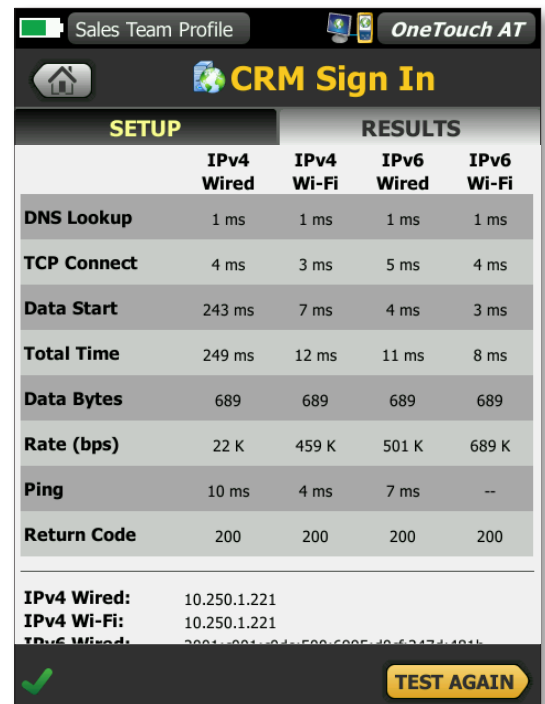 Sales Team Profile OneTouch AT
CRM Sign In
SETUP RESULTS
IPv4 IPv4 IPv6 IPv6
Wired Wi-Fi Wired Wi-Fi
DNS Lookup 1 ms 1 ms 1 ms 1 ms
TCP Connect 4 ms 3 ms 5 ms 4 ms
Data Start 243 ms 7 ms 4 ms 3 ms
Total Time 249 ms 12 ms 11 ms 8 ms
Data Bytes 689 689 689 689
Rate (bps) 22 K 459 K 501 K 689 K
Ping 10 ms 4 ms 7 ms --
Return Code 200 200 200 200
IPv4 Wired: 10.250.1.221
IPv4 Wi-Fi: 10.250.1.221
IPv6 Wired:
TEST AGAIN